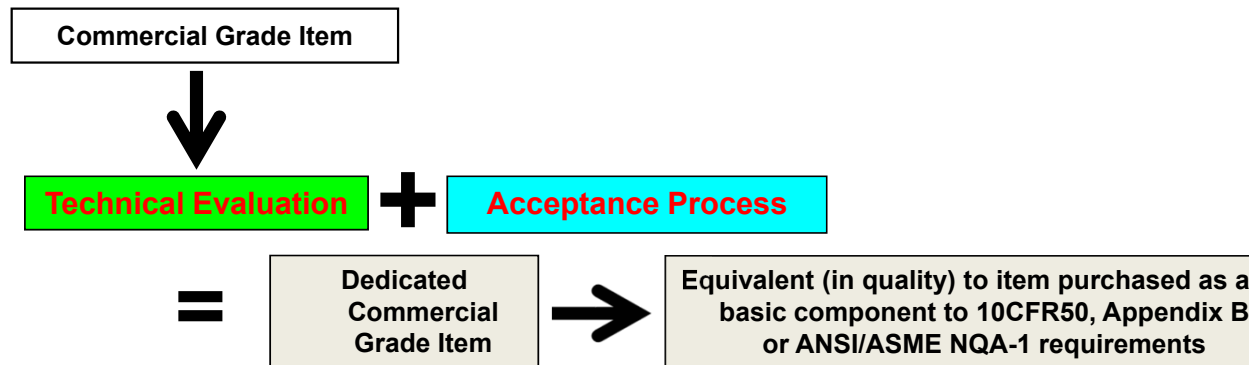 Commercial Grade Item
Technical Evaluation + Acceptance Process
= Dedicated
Commercial
Grade Item
Equivalent (in quality) to item purchased as a
basic component to 10CFR50, Appendix B
or ANSI/ASME NQA-1 requirements